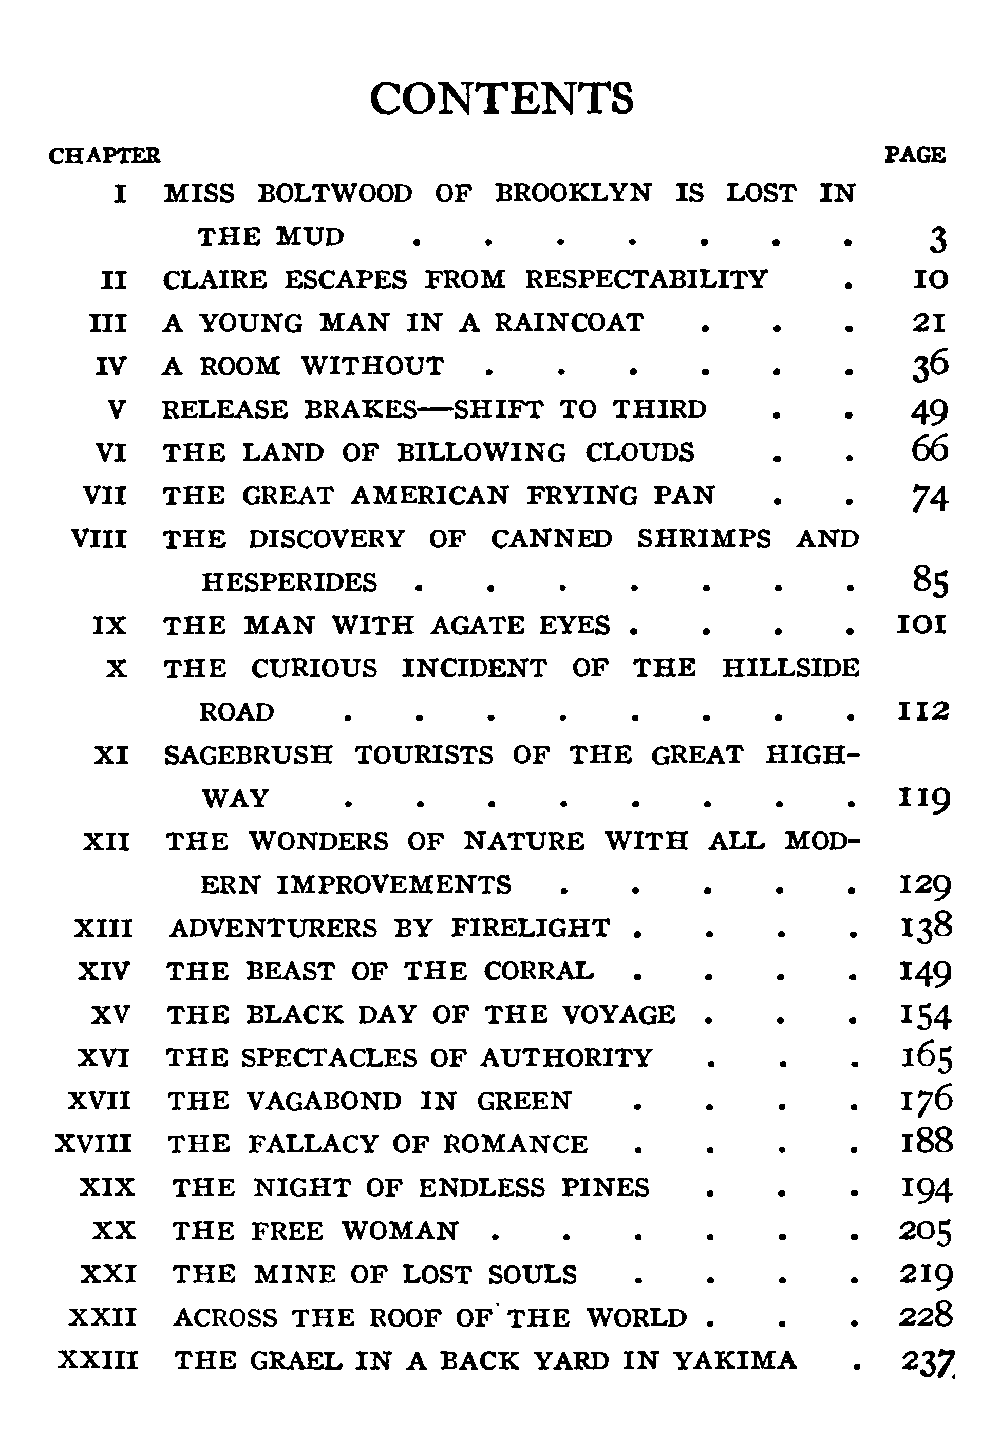 CONTENTS
CHAPTER PAGE
I MISS BOLTWOOD OF BROOKLYN IS LOST IN
THE MUD . . . . . . . 3
II CLAIRE ESCAPES FROM RESPECTABILITY . 10
III A YOUNG MAN IN A RAINCOAT . . . 21
IV A ROOM WITHOUT . . . . . . 36
V RELEASE BRAKES—SHIFT TO THIRD . . 49
VI THE LAND OF BILLOWING CLOUDS . . 66
VII THE GREAT AMERICAN FRYING PAN . . 74
VIII THE DISCOVERY OF CANNED SHRIMPS AND
HESPERIDES . . . . . . . 85
IX THE MAN WITH AGATE EYES . . . . 101
X THE CURIOUS INCIDENT OF THE HILLSIDE
ROAD . . . . . . . . 112
XI SAGEBRUSH TOURISTS OF THE GREAT HIGH-
WAY . . . . . . . . 119
XII THE WONDERS OF NATURE WITH ALL MOD-
ERN IMPROVEMENTS . . . . . 129
XIII ADVENTURERS BY FIRELIGHT . . . . 138
XIV THE BEAST OF THE CORRAL . . . . 149
XV THE BLACK DAY OF THE VOYAGE . . . 154
XVI THE SPECTACLES OF AUTHORITY . . . 165
XVII THE VAGABOND IN GREEN . . . . 176
XVIII THE FALLACY OF ROMANCE . . . . 188
XIX THE NIGHT OF ENDLESS PINES . . . 194
XX THE FREE WOMAN . . . . . . 205
XXI THE MINE OF LOST SOULS . . . . 219
XXII ACROSS THE ROOF OF THE WORLD . . . 228
XXIII THE GRAEL IN A BACK YARD IN YAKIMA . 237